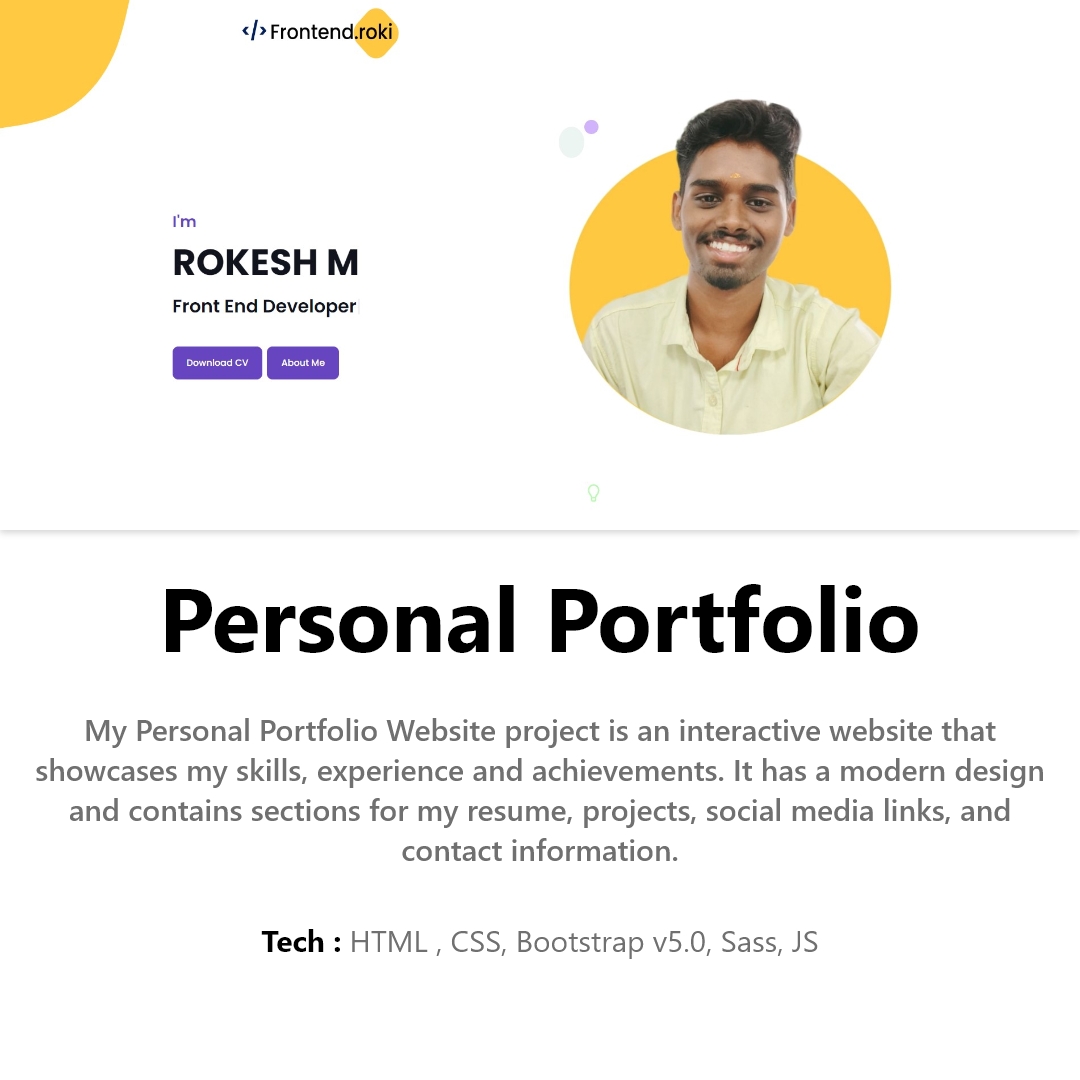 </> Frontend.roki
I'm
ROKESH M
Front End Developer
Download CV About Me
Personal Portfolio
My Personal Portfolio Website project is an interactive website that
showcases my skills, experience and achievements. It has a modern design
and contains sections for my resume, projects, social media links, and
contact information.
Tech : HTML , CSS, Bootstrap v5.0, Sass, JS